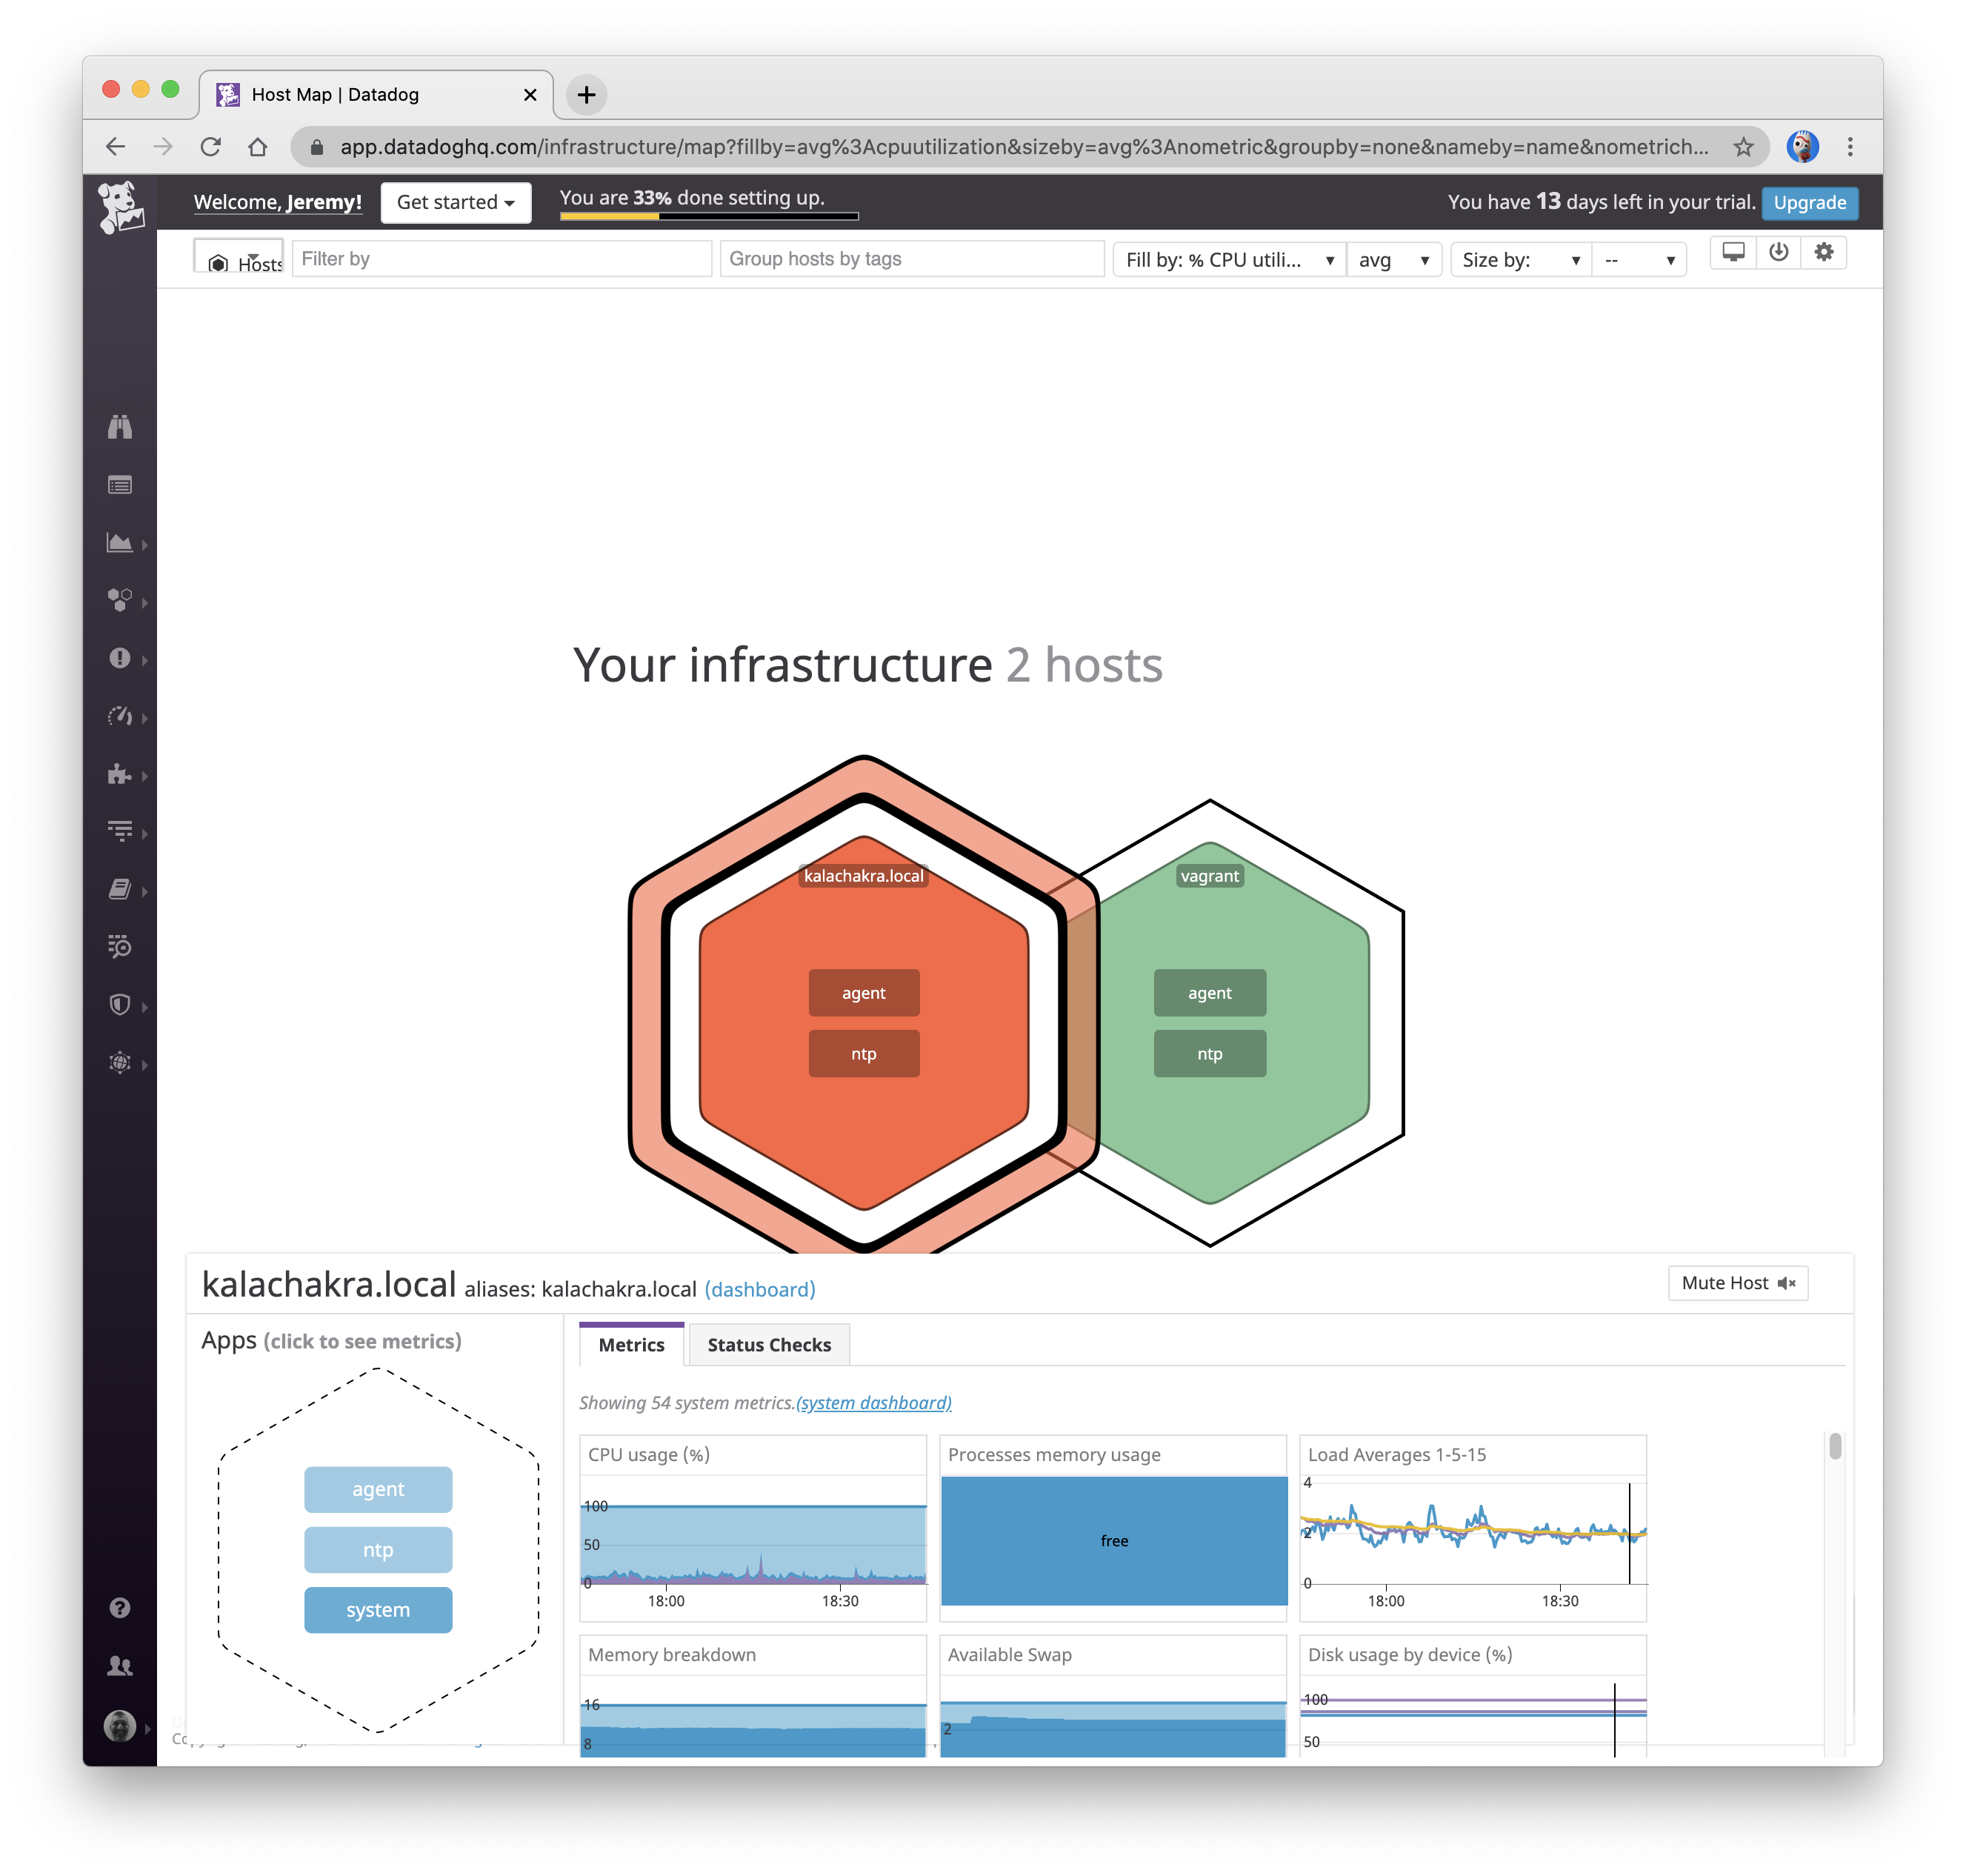 Host Map | Datadog
app.datadoghq.com/infrastructure/map?fillby=avg%3Acpuutilization&sizeby=avg%3Anometric&groupby=none&nameby=name&nometrich...
Welcome, Jeremy! Get started You are 33% done setting up. You have 13 days left in your trial. Upgrade
Hosts Filter by Group hosts by tags Fill by: % CPU utili... avg Size by: --
Your infrastructure 2 hosts
kalachakra.local vagrant
agent agent
ntp ntp
kalachakra.local aliases: kalachakra.local (dashboard) Mute Host
Apps (click to see metrics) Metrics Status Checks
Showing 54 system metrics.(system dashboard)
agent
ntp
system
CPU usage (%)
100
50
0
18:00 18:30
Processes memory usage
free
Load Averages 1-5-15
4
2
0
18:00 18:30
Memory breakdown
16
8
Available Swap
2
Disk usage by device (%)
100
50